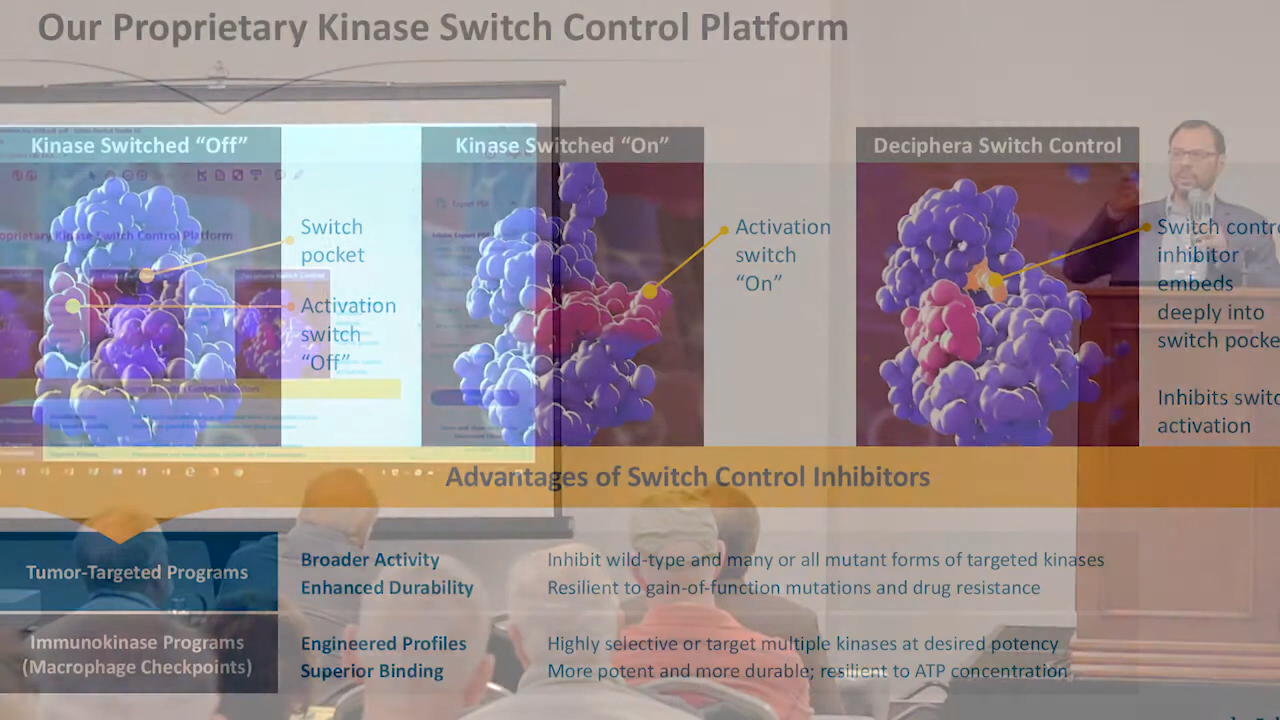 Our Proprietary Kinase Switch Control Platform
Kinase Switched “Off”
Switch
pocket
Activation
switch
“Off”
Kinase Switched “On”
Activation
switch
“On”
Deciphera Switch Control
Switch
inhibitor
embeds
deeply into
switch
Inhibits
activation
Advantages of Switch Control Inhibitors
Tumor-Targeted Programs
Broader Activity
Inhibit wild-type and many or all mutant forms of targeted kinases
Enhanced Durability
Resilient to gain-of-function mutations and drug resistance
Immunokinase Programs
(Macrophage Checkpoints)
Engineered Profiles
Highly selective or target multiple kinases at desired potency
Superior Binding
More potent and more durable; resilient to ATP concentration